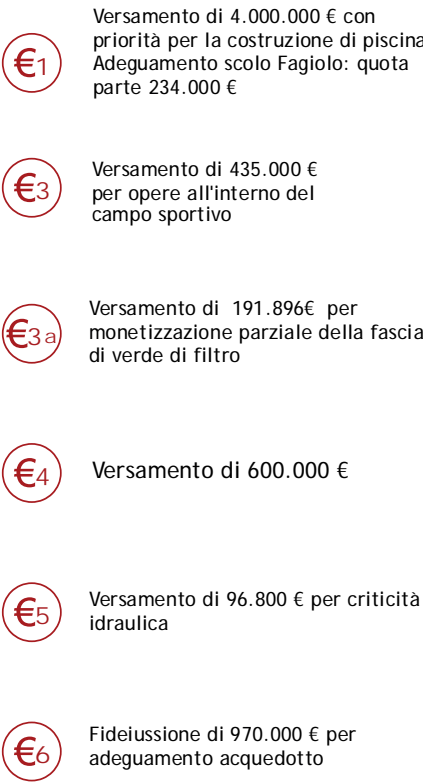 Versamento di 4.000.000 € con
€1
priorità per la costruzione di piscina
Adeguamento scolo Fagiolo: quota
parte 234.000 €
€3
Versamento di 435.000 €
per opere all'interno del
campo sportivo
€3a
Versamento di 191.896€ per
monetizzazione parziale della fascia
di verde di filtro
€4
Versamento di 600.000 €
€5
Versamento di 96.800 € per criticità
idraulica
€6
Fideiussione di 970.000 € per
adeguamento acquedotto